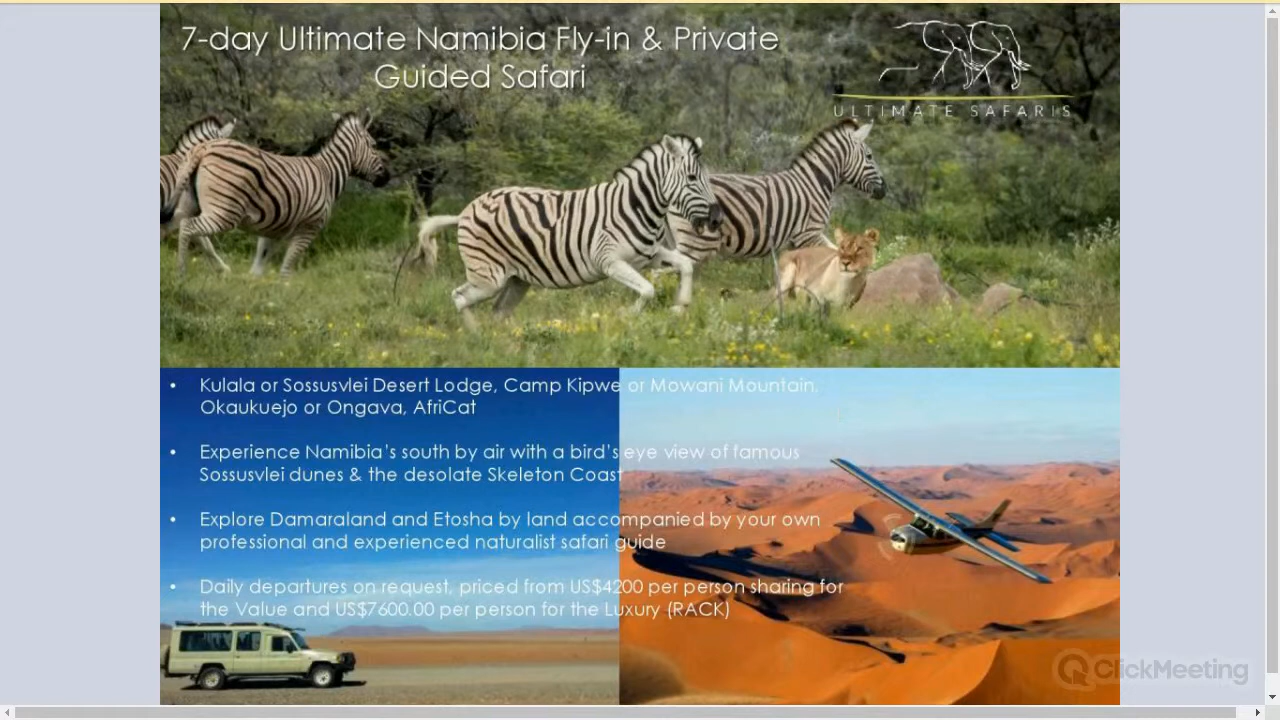 7-day Ultimate Namibia Fly-in & Private
Guided Safari
ULTIMATE SAFARIS
• Kulala or Sossusvlei Desert Lodge, Camp Kipwe or Mowani Mountain,
Okaukuejo or Ongava, AfriCat
• Experience Namibia's south by air with a bird's eye view of famous
Sossusvlei dunes & the desolate Skeleton Coast
• Explore Damaraland and Etosha by land accompanied by your own
professional and experienced naturalist safari guide
• Daily departures on request, priced from US$4200 per person sharing for
the Value and US$7600.00 per person for the Luxury (RACK)
ClickMeeting